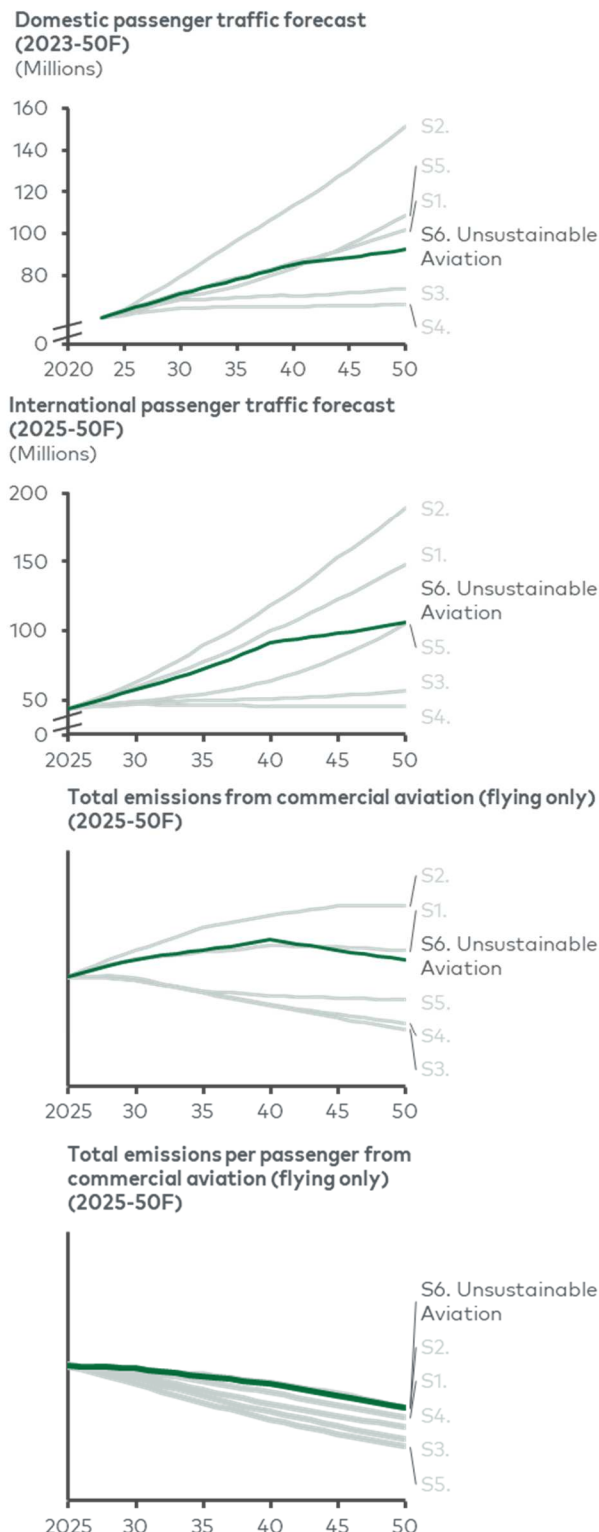 Domestic passenger traffic forecast
(2023-50F)
(Millions)
160
140
120
100
80
0
2020 25 30 35 40 45 50
S2.
S5.
S1.
S6. Unsustainable
Aviation
S3.
S4.
International passenger traffic forecast
(2025-50F)
(Millions)
200
150
100
50
0
2025 30 35 40 45 50
S2.
S1.
S6. Unsustainable
Aviation
S5.
S3.
S4.
Total emissions from commercial aviation (flying only)
(2025-50F)
2025 30 35 40 45 50
S2.
S1.
S6. Unsustainable
Aviation
S5.
S4.
S3.
Total emissions per passenger from
commercial aviation (flying only)
(2025-50F)
S6. Unsustainable
Aviation
S2.
S1.
S4.
S3.
S5.
2025 30 35 40 45 50